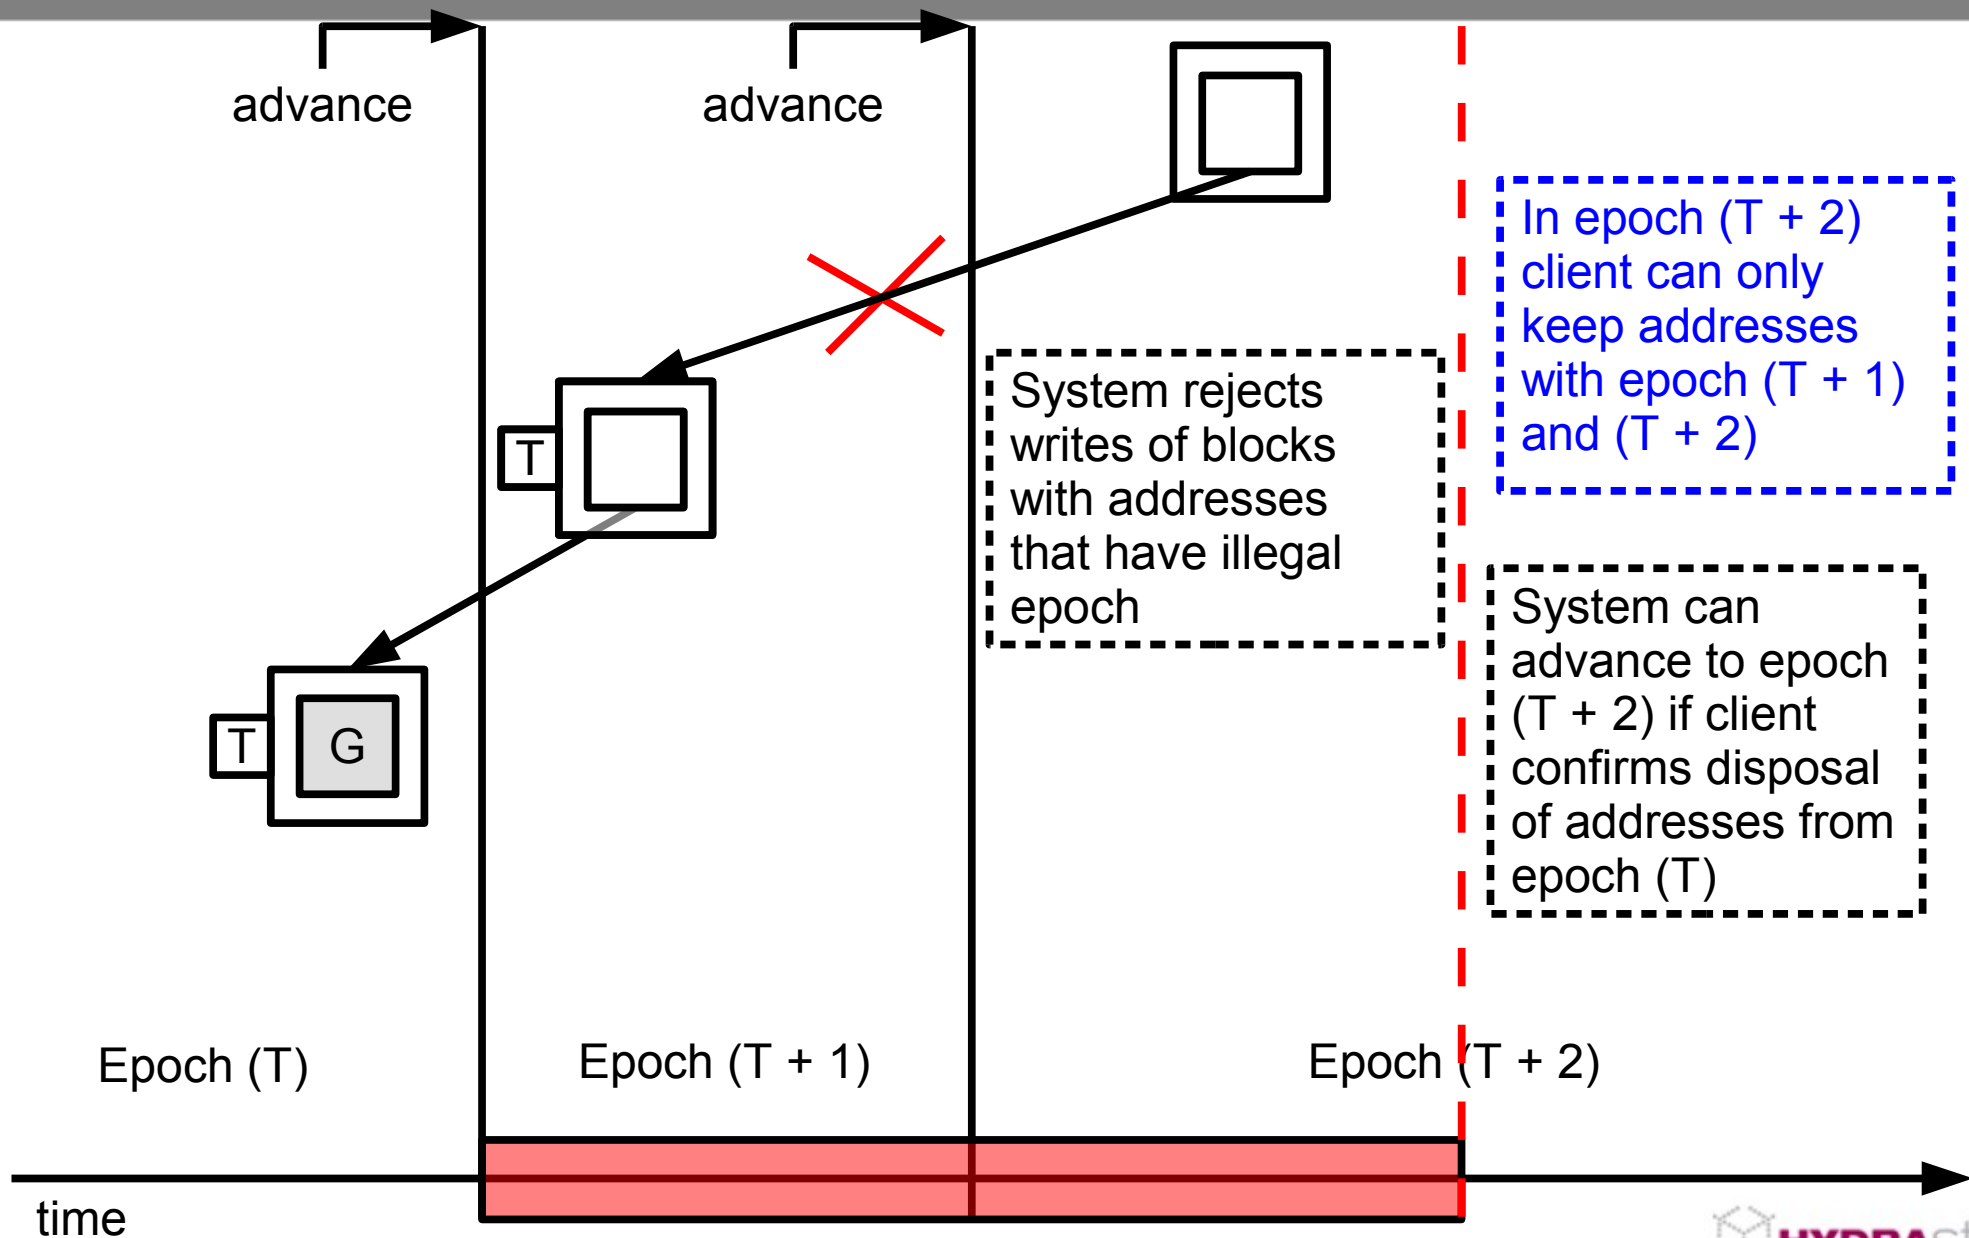 advance
advance
In epoch (T + 2)
client can only
keep addresses
with epoch (T + 1)
and (T + 2)
System rejects
writes of blocks
with addresses
that have illegal
epoch
T
System can
advance to epoch
(T + 2) if client
confirms disposal
of addresses from
epoch (T)
T
G
Epoch (T)
Epoch (T + 1)
Epoch (T + 2)
time